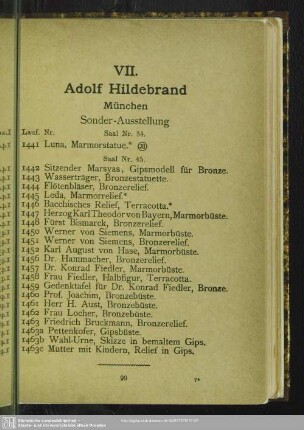 VII.
Adolf Hildebrand
München
Sonder-Ausstellung
Lauf. Nr. Saal Nr. 34.
1441 Luna, Marmorstatue.*
Saal Nr. 45.
1442 Sitzender Marsyas, Gipsmodell für Bronze.
1443 Wasserträger, Bronzestatuette.
1444 Flötenbläser, Bronzerelief.
1445 Leda, Marmorrelief.*
1446 Bacchisches Relief, Terracotta.*
1447 Herzog Karl Theodor von Bayern, Marmorbüste.
1448 Fürst Bismarck, Bronzerelief.
1450 Werner von Siemens, Marmorbüste.
1451 Werner von Siemens, Bronzerelief.
1452 Karl August von Hase, Marmorbüste.
1456 Dr. Hammacher, Bronzerelief.
1457 Dr. Konrad Fiedler, Marmorbüste.
1458 Frau Fiedler, Halbfigur, Terracotta.
1459 Gedenktafel für Dr. Konrad Fiedler, Bronze.
1460 Prof. Joachim, Bronzebüste.
1461 Herr H. Aust, Bronzebüste.
1462 Frau Locher, Bronzebüste.
1463 Friedrich Bruckmann, Bronzerelief.
1463a Pettenkofer, Gipsbüste.
1463b Wahl-Urne, Skizze in bemaltem Gips.
1463c Mutter mit Kindern, Relief in Gips.
99 7*